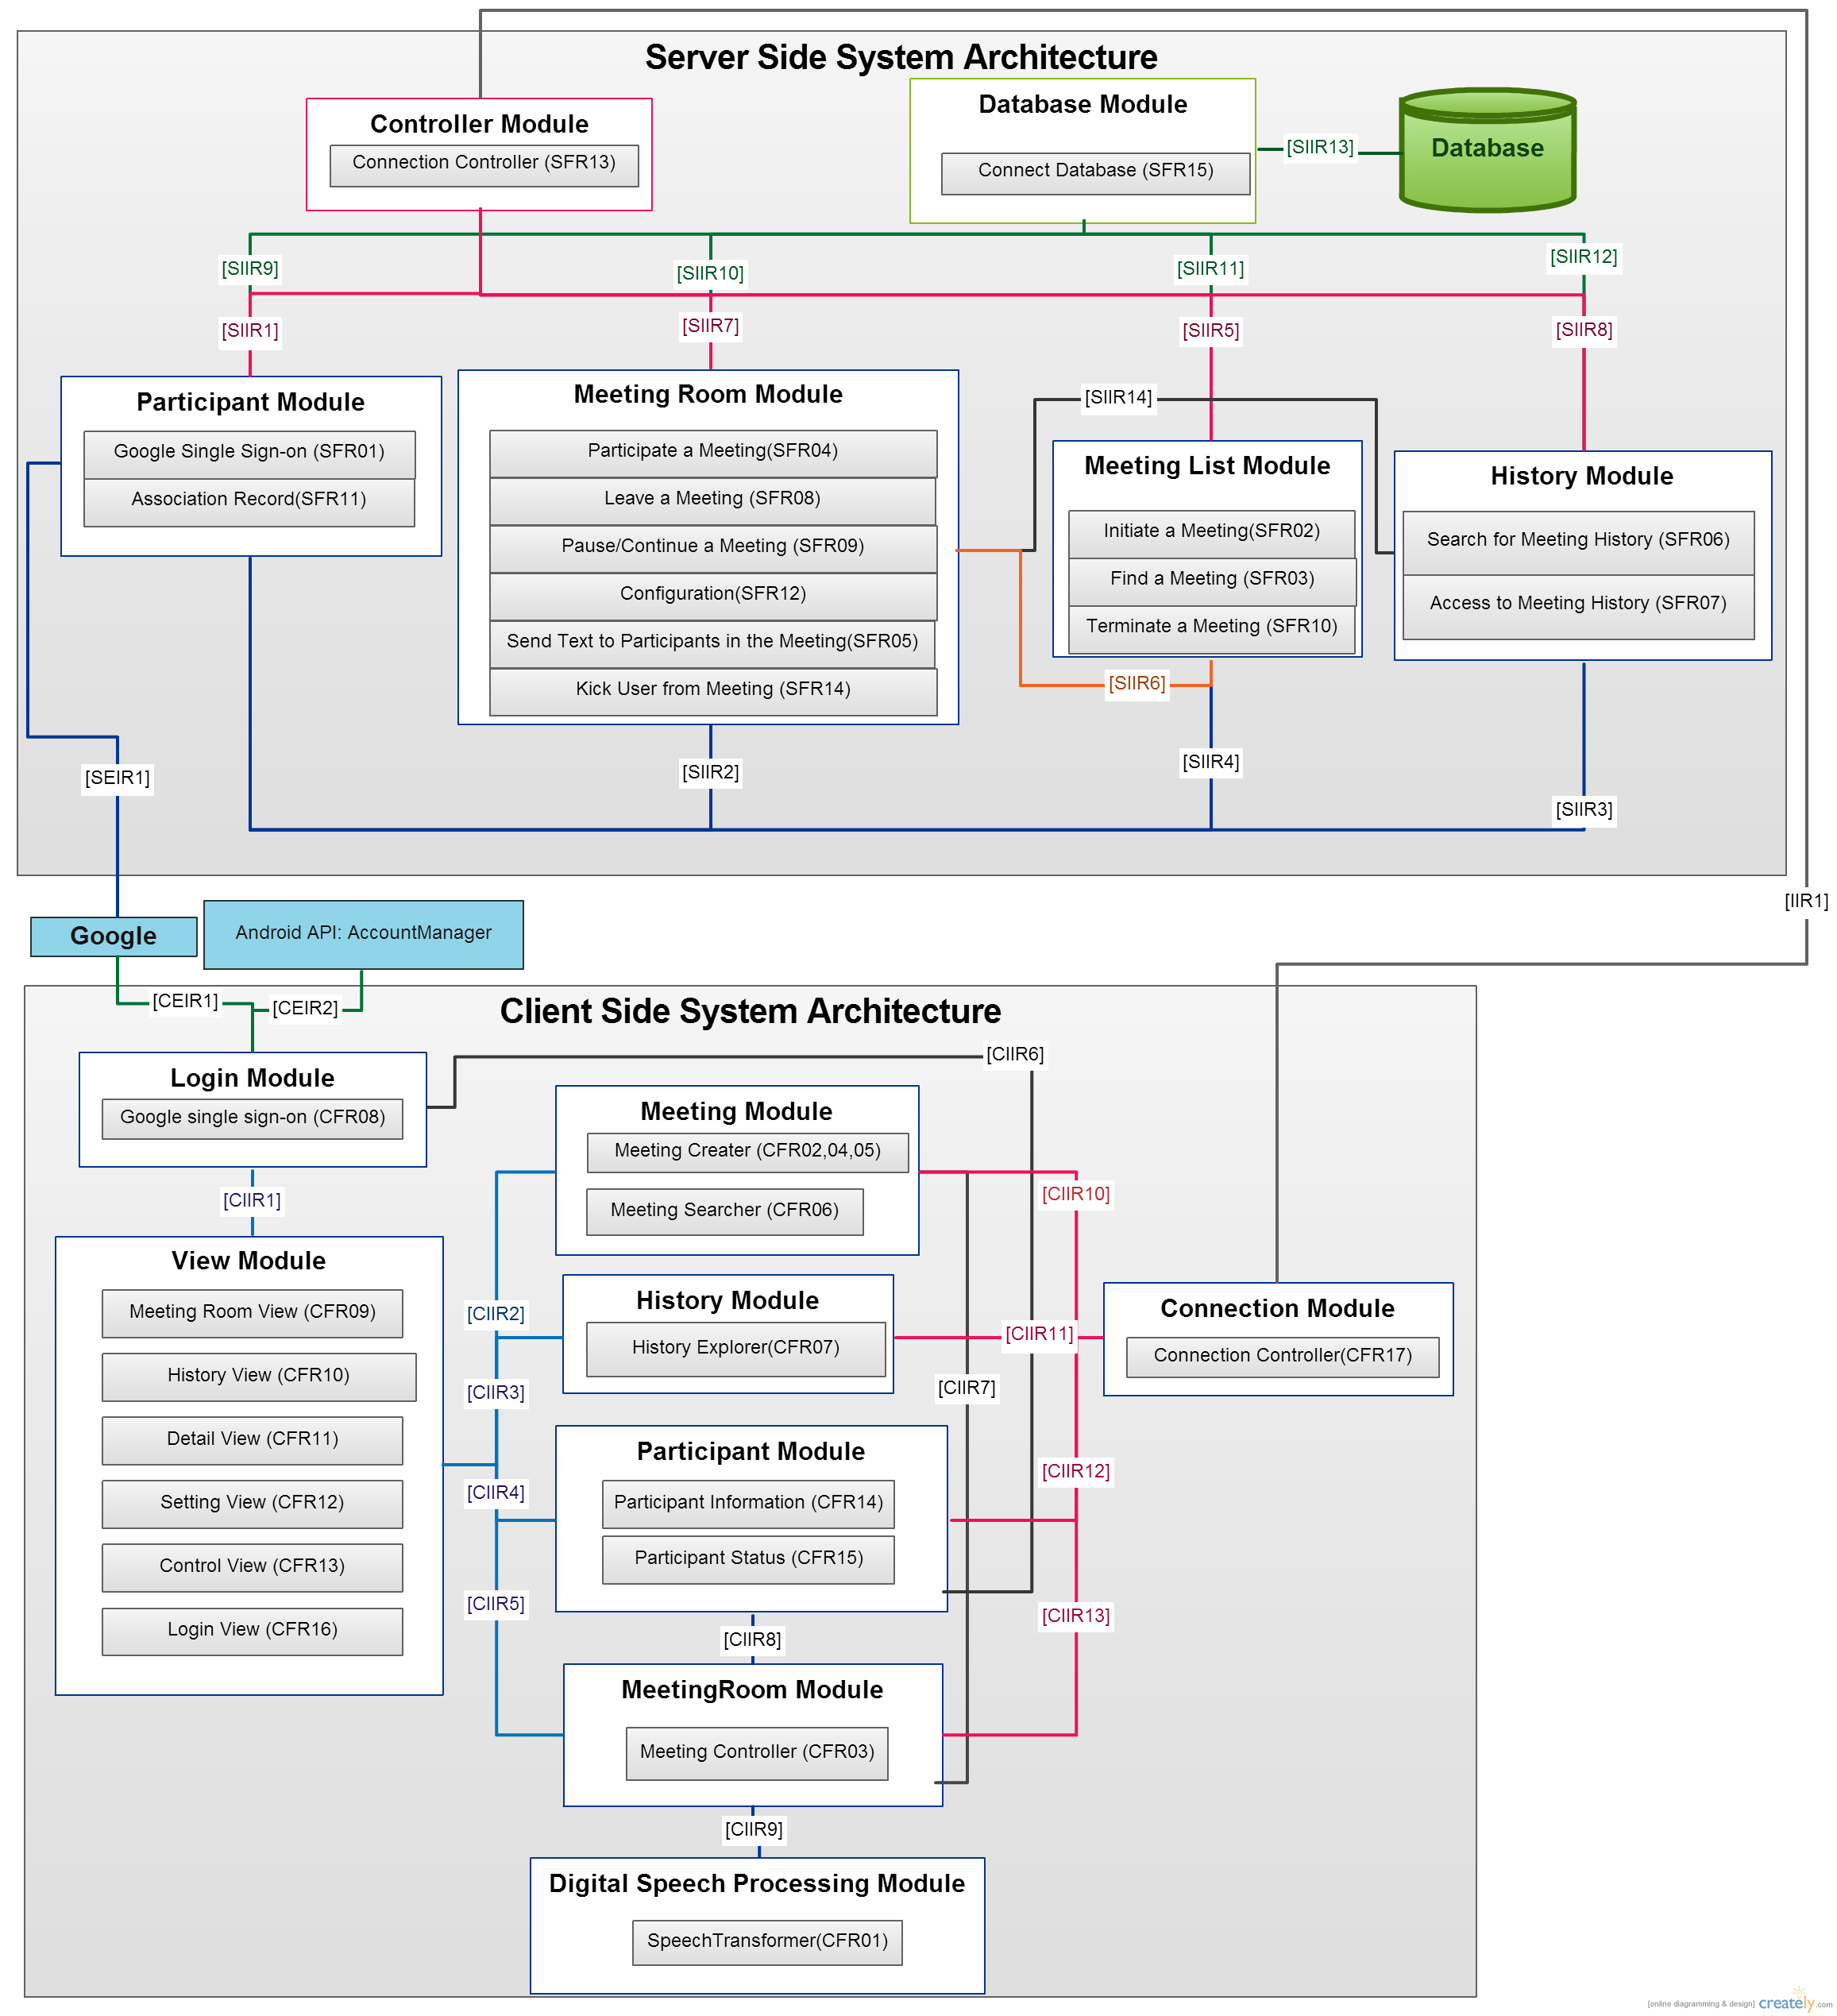 Server Side System Architecture
Controller Module
Connection Controller (SFR13)
Database Module
Connect Database (SFR15)
[SIIR13]
Database
[SIIR9]
[SIIR10]
[SIIR11]
[SIIR12]
[SIIR1]
[SIIR7]
[SIIR5]
[SIIR8]
Participant Module
Google Single Sign-on (SFR01)
Association Record(SFR11)
Meeting Room Module
Participate a Meeting(SFR04)
Leave a Meeting (SFR08)
Pause/Continue a Meeting (SFR09)
Configuration(SFR12)
Send Text to Participants in the Meeting(SFR05)
Kick User from Meeting (SFR14)
[SIIR14]
Meeting List Module
Initiate a Meeting(SFR02)
Find a Meeting (SFR03)
Terminate a Meeting (SFR10)
History Module
Search for Meeting History (SFR06)
Access to Meeting History (SFR07)
[SIIR6]
[SEIR1]
[SIIR2]
[SIIR4]
[SIIR3]
[IIR1]
Google
Android API: AccountManager
[CEIR1]
[CEIR2]
Client Side System Architecture
Login Module
Google single sign-on (CFR08)
[CIIR6]
[CIIR1]
View Module
Meeting Room View (CFR09)
History View (CFR10)
Detail View (CFR11)
Setting View (CFR12)
Control View (CFR13)
Login View (CFR16)
[CIIR2]
[CIIR3]
[CIIR4]
[CIIR5]
Meeting Module
Meeting Creater (CFR02,04,05)
Meeting Searcher (CFR06)
History Module
History Explorer(CFR07)
Participant Module
Participant Information (CFR14)
Participant Status (CFR15)
[CIIR8]
MeetingRoom Module
Meeting Controller (CFR03)
[CIIR9]
Digital Speech Processing Module
SpeechTransformer(CFR01)
[CIIR10]
[CIIR11]
[CIIR7]
[CIIR12]
[CIIR13]
Connection Module
Connection Controller(CFR17)
[online diagramming & design] creately.com